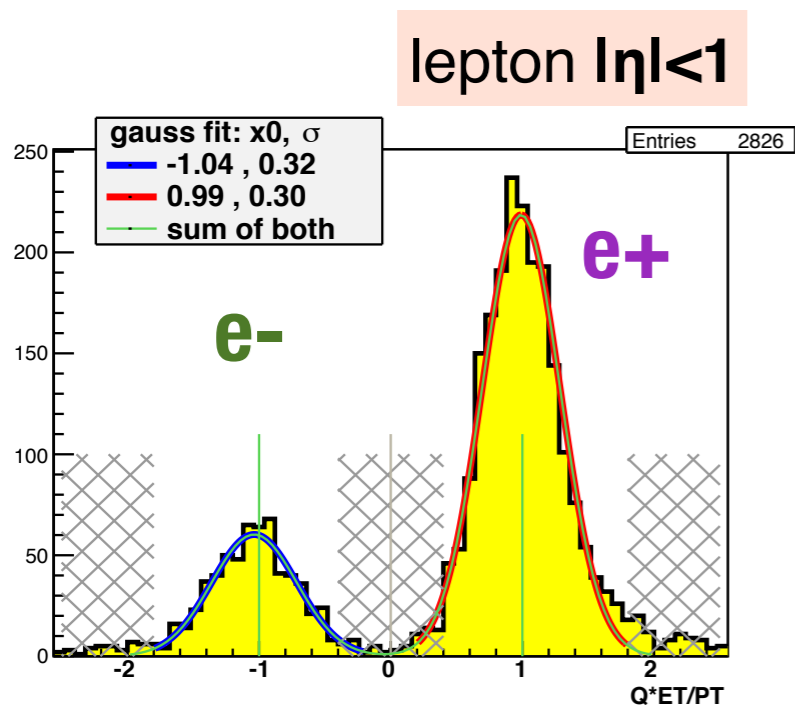 lepton |η|<1
gauss fit: x0, σ
-1.04 , 0.32
0.99 , 0.30
sum of both
Entries 2826
250
200
150
100
50
0
e-
e+
-2 -1 0 1 2
Q*ET/PT